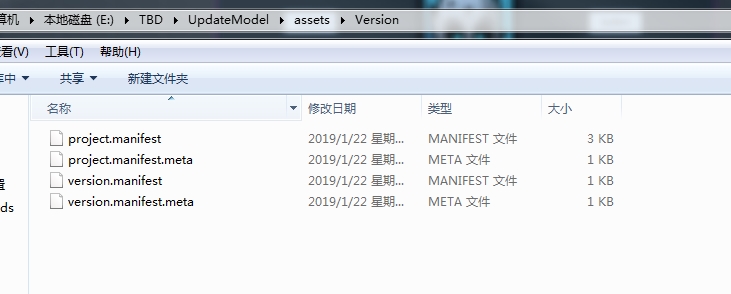 算机 ▸ 本地磁盘 (E:) ▸ TBD ▸ UpdateModel ▸ assets ▸ Version
查看(V) 工具(T) 帮助(H)
库中 共享 新建文件夹
名称 修改日期 类型 大小
project.manifest 2019/1/22 星期... MANIFEST 文件 3 KB
project.manifest.meta 2019/1/22 星期... META 文件 1 KB
version.manifest 2019/1/22 星期... MANIFEST 文件 1 KB
置
version.manifest.meta 2019/1/22 星期... META 文件 1 KB
ds